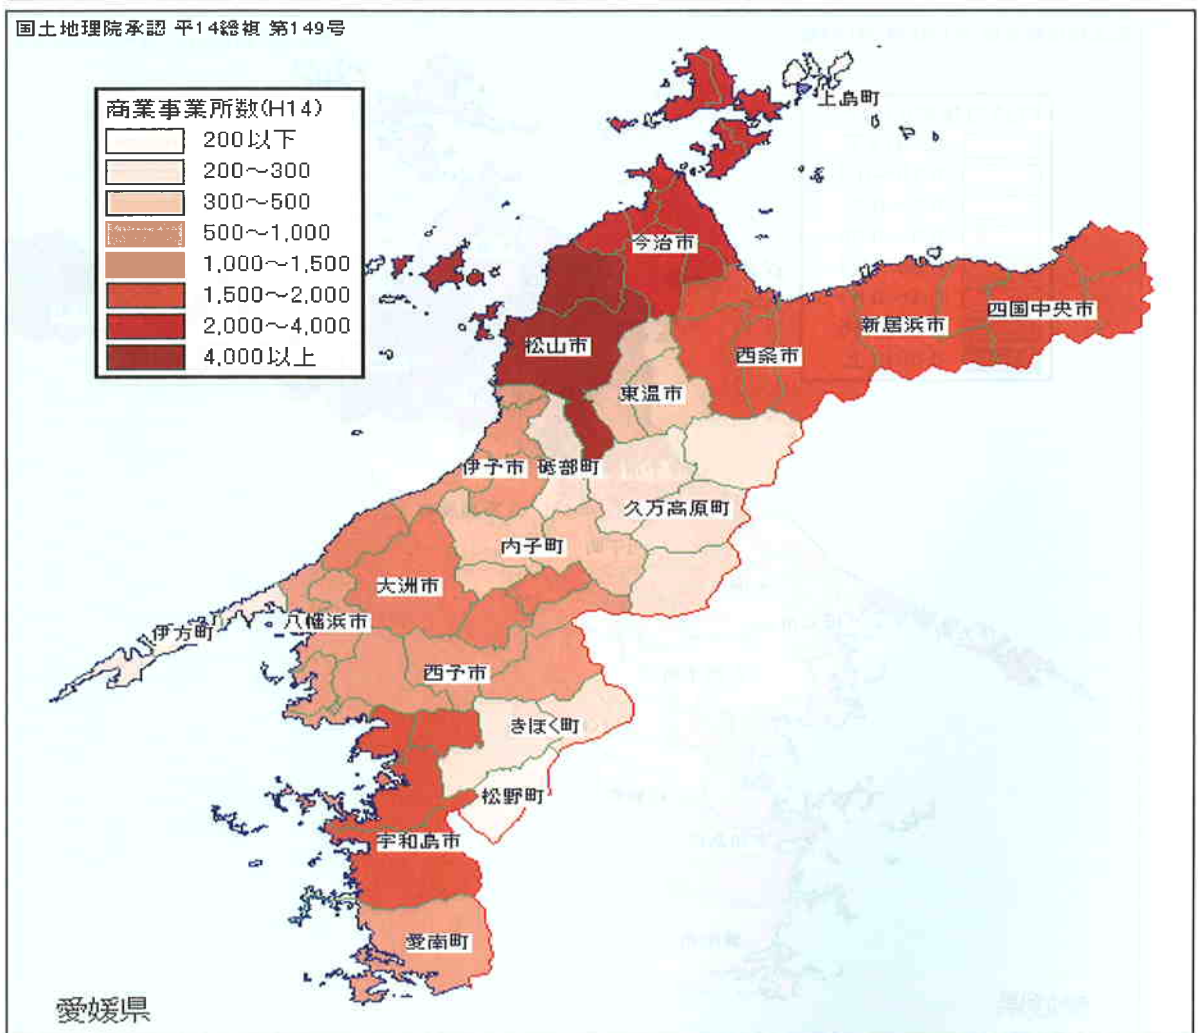 国土地理院承認 平14総複 第149号
商業事業所数(H14)
200以下
200～300
300～500
500～1,000
1,000～1,500
1,500～2,000
2,000～4,000
4,000以上
上島町
今治市
四国中央市
新居浜市
松山市
西条市
東温市
伊予市
砥部町
久万高原町
内子町
大洲市
八幡浜市
伊方町
西予市
きほく町
松野町
宇和島市
愛南町
愛媛県